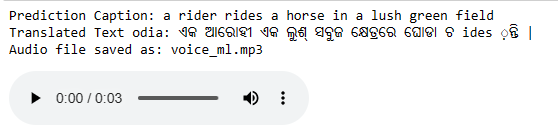 Prediction Caption: a rider rides a horse in a lush green field
Translated Text odia: ଏକ ଆରୋହୀ ଏକ ଲୁଶ୍ ସବୁଜ କ୍ଷେତ୍ରରେ ଘୋଡା ଚ ides ଼ନ୍ତି |
Audio file saved as: voice_ml.mp3
0:00 / 0:03